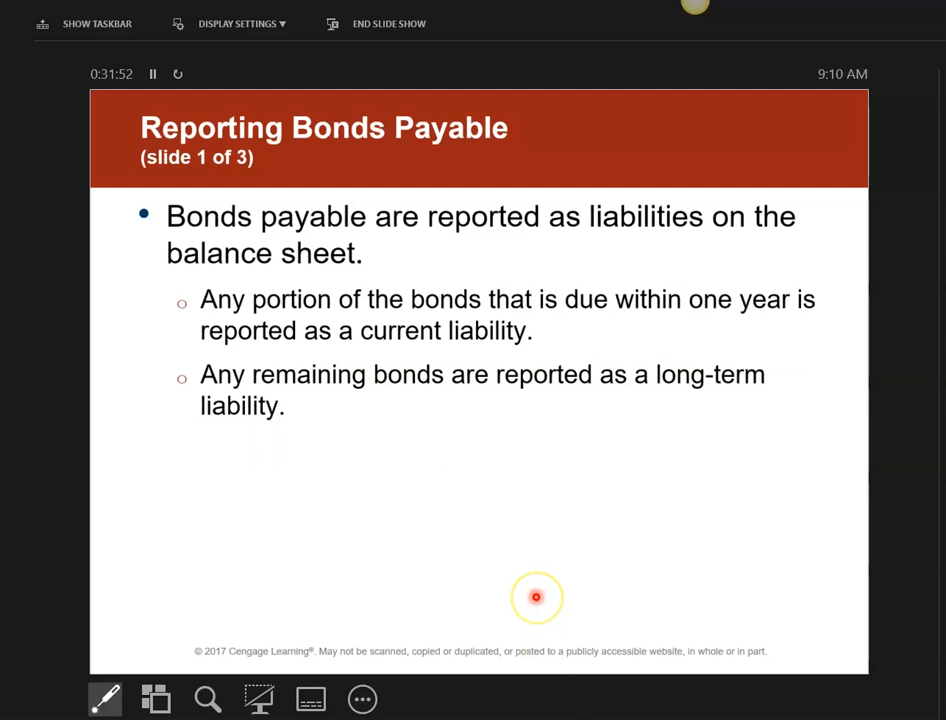 SHOW TASKBAR DISPLAY SETTINGS ▼ END SLIDE SHOW
0:31:52 9:10 AM
Reporting Bonds Payable
(slide 1 of 3)
• Bonds payable are reported as liabilities on the
balance sheet.
o Any portion of the bonds that is due within one year is
reported as a current liability.
o Any remaining bonds are reported as a long-term
liability.
© 2017 Cengage Learning®. May not be scanned, copied or duplicated, or posted to a publicly accessible website, in whole or in part.